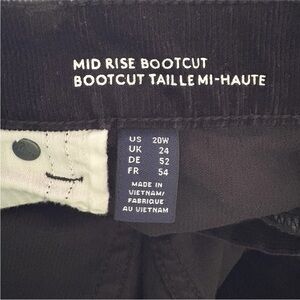 MID RISE BOOTCUT
BOOTCUT TAILLE MI-HAUTE
US 20W
UK 24
DE 52
FR 54
MADE IN
VIETNAM/
FABRIQUE
AU VIETNAM